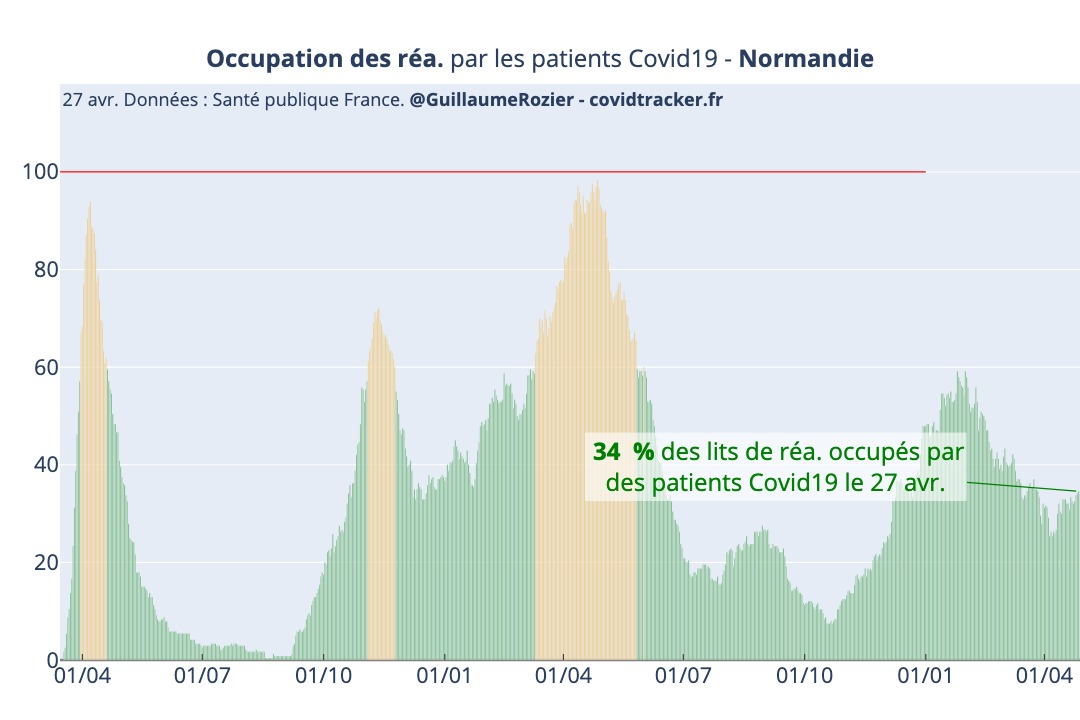 Occupation des réa. par les patients Covid19 - Normandie
27 avr. Données : Santé publique France. @GuillaumeRozier - covidtracker.fr
100
80
60
40
20
0
34 % des lits de réa. occupés par
des patients Covid19 le 27 avr.
01/04 01/07 01/10 01/01 01/04 01/07 01/10 01/01 01/04